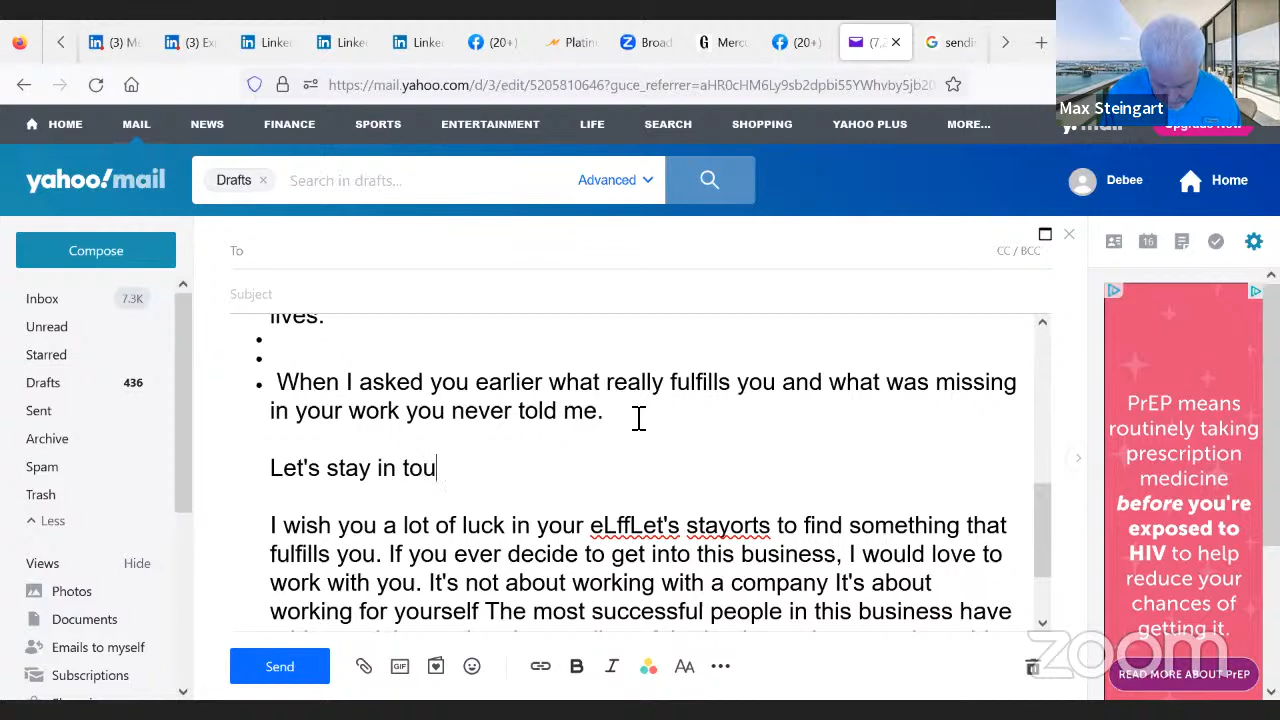 (3) M
(3) Ex
Linke
Linke
Linke
(20+)
Platin
Broad
Mercu
(20+)
(7.2
sendi
https://mail.yahoo.com/d/3/edit/5205810646?guce_referrer=aHR0cHM6Ly9sb2dpbi55YWhvby5jb20
Max Steingart
HOME MAIL NEWS FINANCE SPORTS ENTERTAINMENT LIFE SEARCH SHOPPING YAHOO PLUS MORE...
yahoo!mail
Drafts
Search in drafts...
Advanced
Debee
Home
Compose
To
CC / BCC
Subject
16
Inbox 7.3K
Unread
Starred
Drafts 436
Sent
Archive
Spam
Trash
Less
Views Hide
Photos
Documents
Emails to myself
Subscriptions
lives.
When I asked you earlier what really fulfills you and what was missing
in your work you never told me.
Let's stay in tou
I wish you a lot of luck in your eLffLet's stayorts to find something that
fulfills you. If you ever decide to get into this business, I would love to
work with you. It's not about working with a company It's about
working for yourself The most successful people in this business have
Send
GIF
PrEP means
routinely taking
prescription
medicine
before you're
exposed to
HIV to help
reduce your
chances of
getting it.
READ MORE ABOUT PrEP
zoom